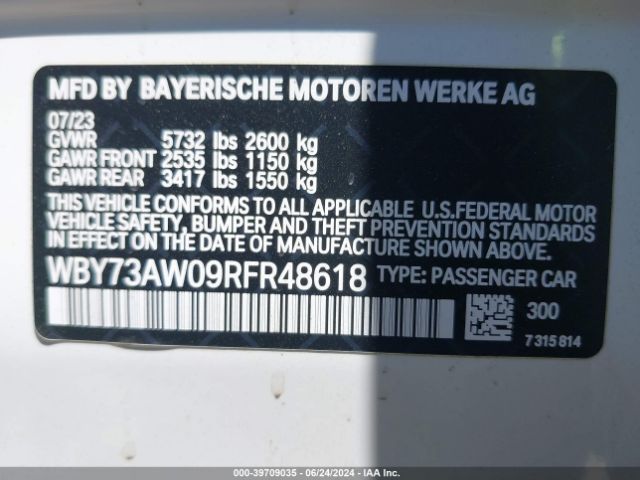 MFD BY BAYERISCHE MOTOREN WERKE AG
07/23
GVWR 5732 lbs 2600 kg
GAWR FRONT 2535 lbs 1150 kg
GAWR REAR 3417 lbs 1550 kg
THIS VEHICLE CONFORMS TO ALL APPLICABLE U.S.FEDERAL MOTOR
VEHICLE SAFETY, BUMPER AND THEFT PREVENTION STANDARDS
IN EFFECT ON THE DATE OF MANUFACTURE SHOWN ABOVE.
WBY73AW09RFR48618 TYPE: PASSENGER CAR
300
7315814
000-39709035 - 06/24/2024 - IAA Inc.